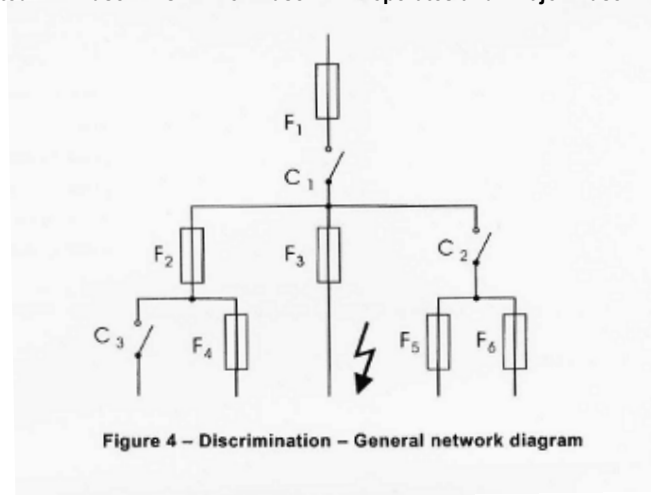 F1
C1
F2 F3 C2
C3 F4 F5 F6
Figure 4 – Discrimination – General network diagram